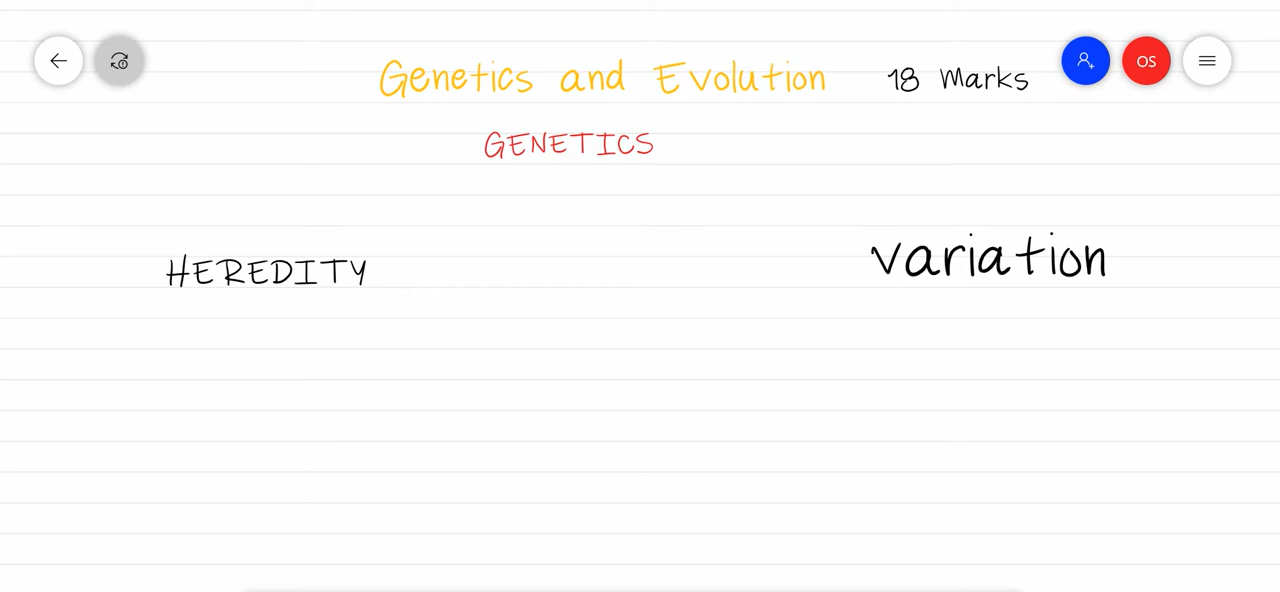 Genetics and Evolution 18 Marks
OS
GENETICS
HEREDITY variation